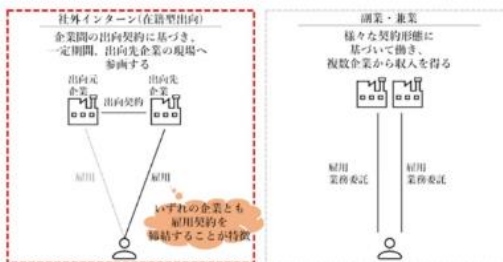 社外インターン(在籍型出向)
企業間の出向契約に基づき、
一定期間、出向先企業の現場へ
参画する
出向元
企業
出向先
企業
出向契約
雇用
雇用
いずれの企業とも
雇用契約を
締結することが特徴
副業・兼業
様々な契約形態に
基づいて働き、
複数企業から収入を得る
雇用
業務委託
雇用
業務委託